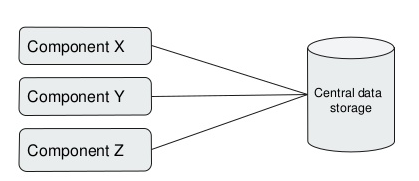 Component X
Component Y
Component Z
Central data
storage